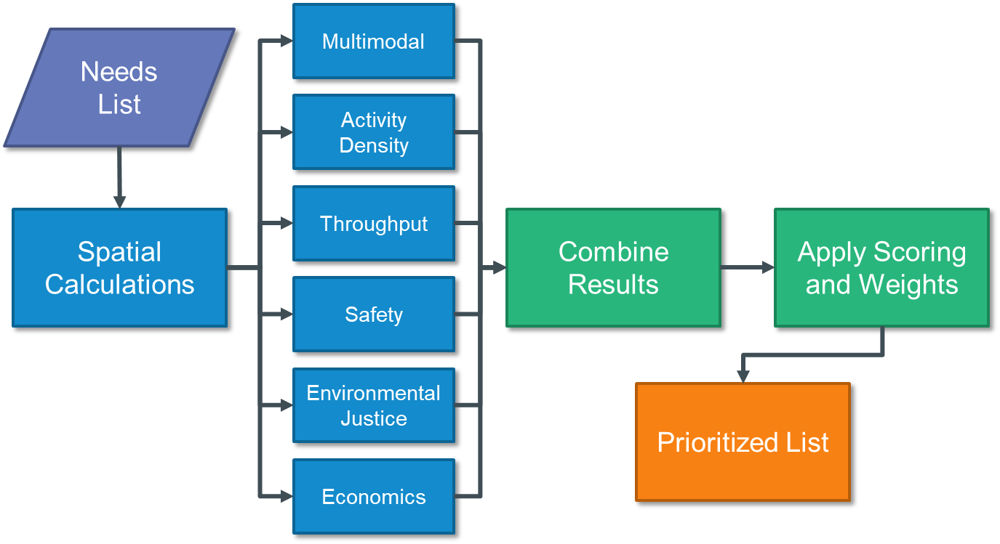 Needs
List
Spatial
Calculations
Multimodal
Activity
Density
Throughput
Safety
Environmental
Justice
Economics
Combine
Results
Apply Scoring
and Weights
Prioritized List